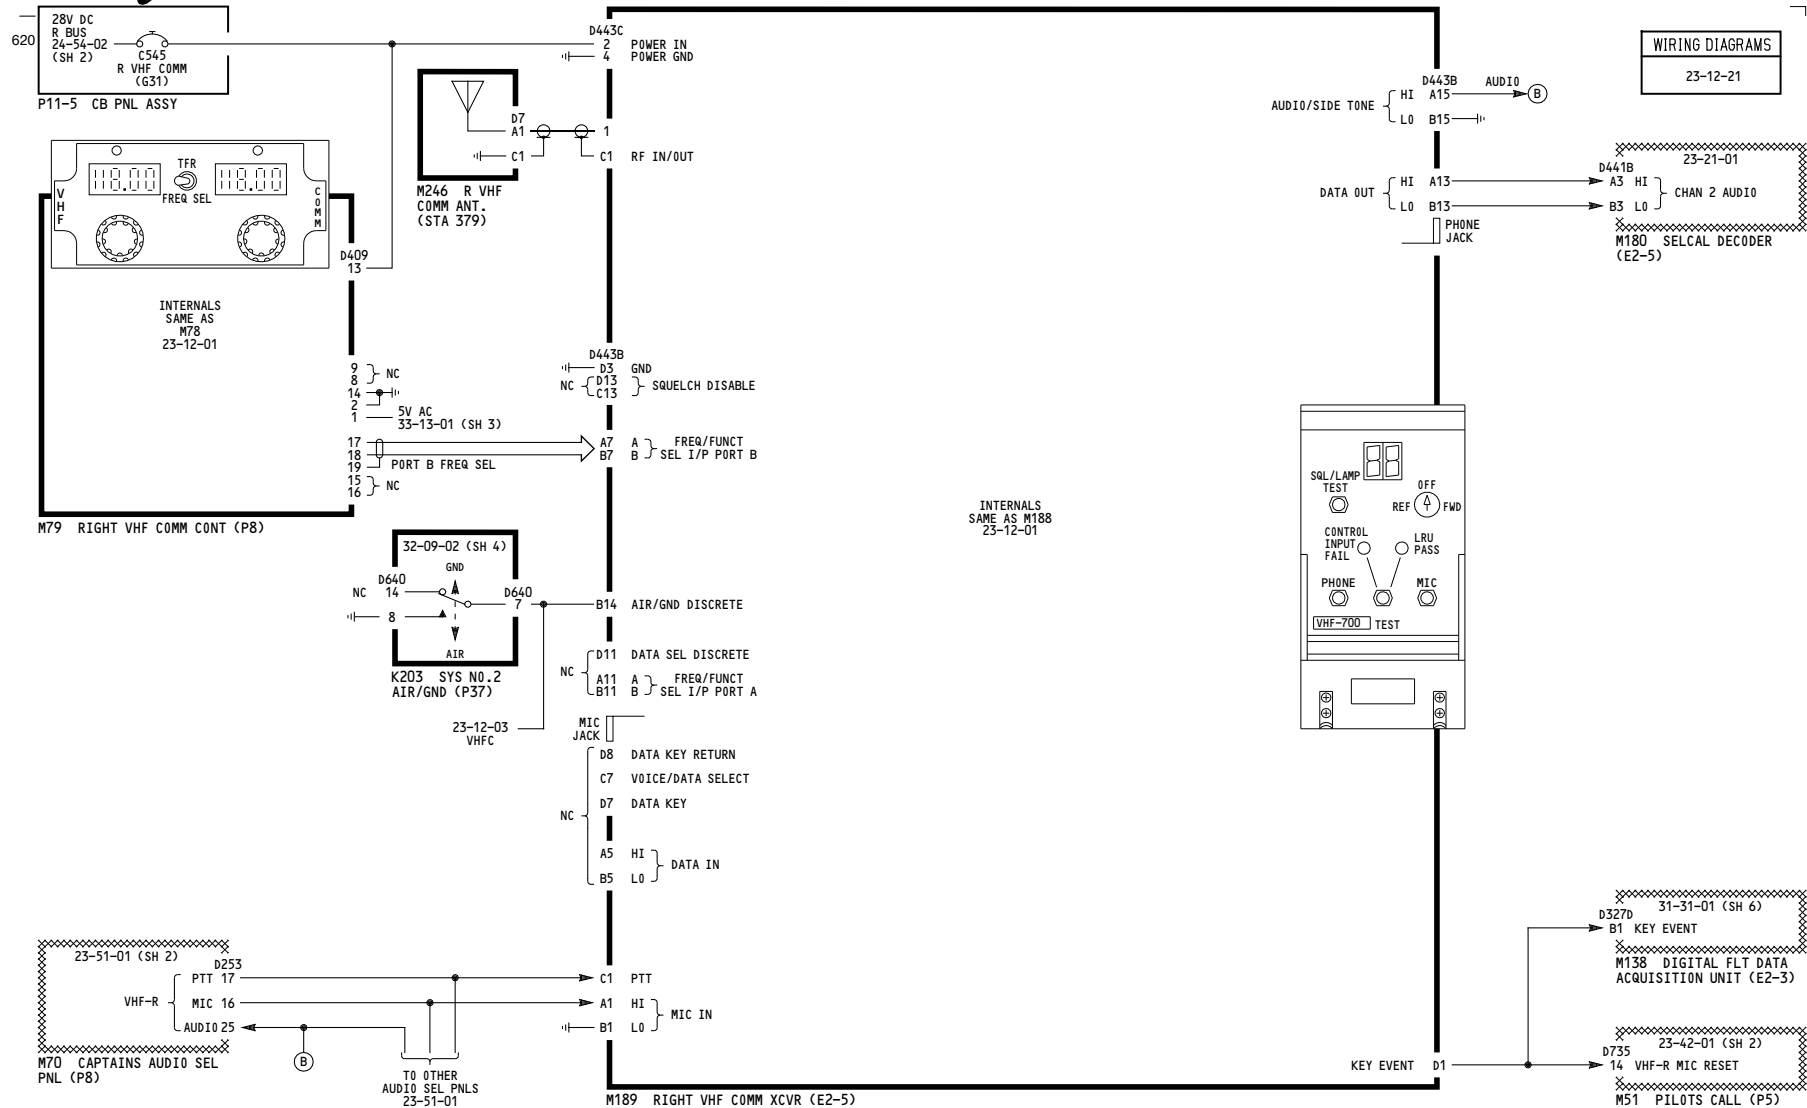 620
28V DC
R BUS
24-54-02
(SH 2)
C545
R VHF COMM
(G31)
P11-5 CB PNL ASSY
D443C
2 POWER IN
4 POWER GND
D7
A1
C1
1
C1 RF IN/OUT
M246 R VHF
COMM ANT.
(STA 379)
WIRING DIAGRAMS
23-12-21
D443B
AUDIO/SIDE TONE
HI A15
AUDIO
B
LO B15
DATA OUT
HI A13
LO B13
PHONE
JACK
23-21-01
D441B
A3 HI
B3 LO
CHAN 2 AUDIO
M180 SELCAL DECODER
(E2-5)
VHF
118.00
TFR
118.00
FREQ SEL
COMM
D409
13
INTERNALS
SAME AS
M78
23-12-01
9
8
NC
14
2
1
5V AC
33-13-01 (SH 3)
17
18
19
PORT B FREQ SEL
15
16
NC
M79 RIGHT VHF COMM CONT (P8)
D443B
D3 GND
NC
D13
C13
SQUELCH DISABLE
A7 A
B7 B
FREQ/FUNCT
SEL I/P PORT B
INTERNALS
SAME AS M188
23-12-01
88
SQL/LAMP
TEST
OFF
REF
FWD
CONTROL
INPUT
FAIL
LRU
PASS
PHONE
MIC
VHF-700
TEST
32-09-02 (SH 4)
GND
D640
NC 14
8
D640
7
AIR
K203 SYS NO.2
AIR/GND (P37)
B14 AIR/GND DISCRETE
NC
D11 DATA SEL DISCRETE
A11 A
B11 B
FREQ/FUNCT
SEL I/P PORT A
23-12-03
VHFC
MIC
JACK
NC
D8 DATA KEY RETURN
C7 VOICE/DATA SELECT
D7 DATA KEY
A5 HI
B5 LO
DATA IN
23-51-01 (SH 2)
D253
VHF-R
PTT 17
MIC 16
AUDIO 25
B
M70 CAPTAINS AUDIO SEL
PNL (P8)
TO OTHER
AUDIO SEL PNLS
23-51-01
C1 PTT
A1 HI
B1 LO
MIC IN
KEY EVENT D1
M189 RIGHT VHF COMM XCVR (E2-5)
31-31-01 (SH 6)
D327D
B1 KEY EVENT
M138 DIGITAL FLT DATA
ACQUISITION UNIT (E2-3)
23-42-01 (SH 2)
D735
14 VHF-R MIC RESET
M51 PILOTS CALL (P5)